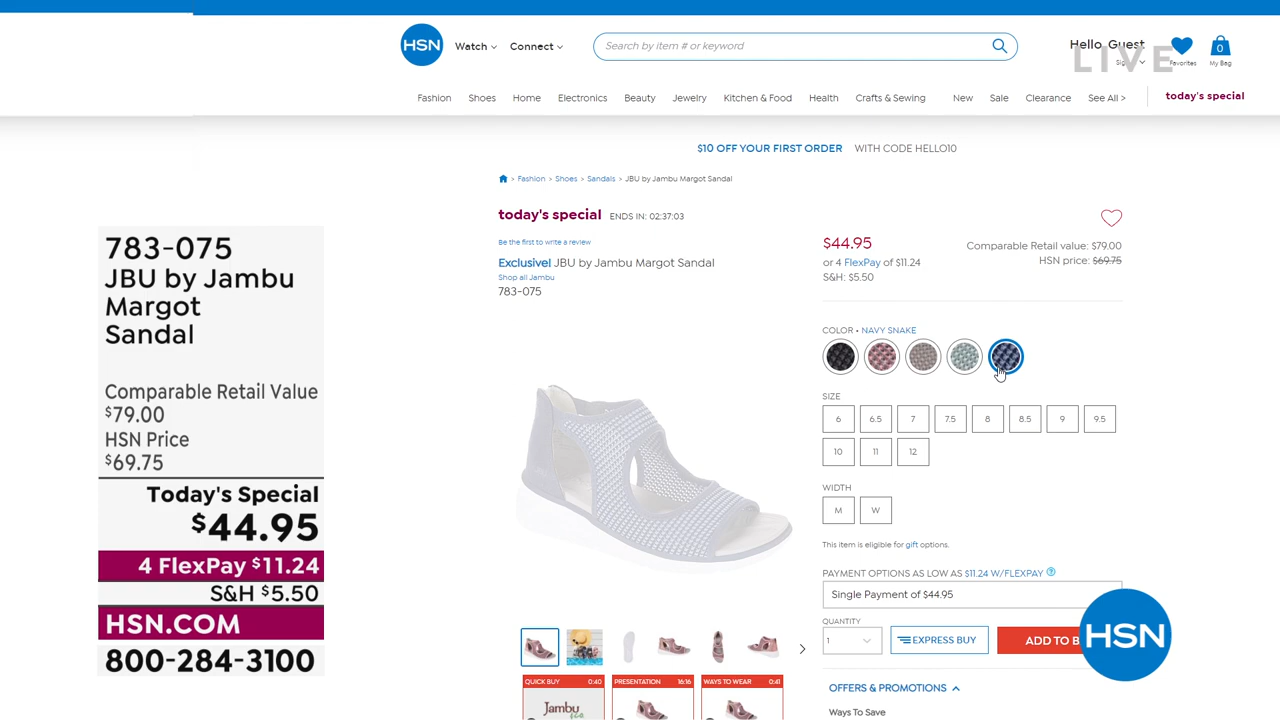 HSN
Watch
Connect
Search by item # or keyword
Hello, Guest
LIVE
Favorites
0
My Bag
Fashion
Shoes
Home
Electronics
Beauty
Jewelry
Kitchen & Food
Health
Crafts & Sewing
New
Sale
Clearance
See All >
today's special
$10 OFF YOUR FIRST ORDER WITH CODE HELLO10
> Fashion > Shoes > Sandals > JBU by Jambu Margot Sandal
today's special ENDS IN: 02:37:03
Be the first to write a review
Exclusive! JBU by Jambu Margot Sandal
Shop all Jambu
783-075
$44.95
or 4 FlexPay of $11.24
S&H: $5.50
Comparable Retail value: $79.00
HSN price: $69.75
COLOR • NAVY SNAKE
SIZE
6 6.5 7 7.5 8 8.5 9 9.5
10 11 12
WIDTH
M W
This item is eligible for gift options.
PAYMENT OPTIONS AS LOW AS $11.24 W/FLEXPAY ?
Single Payment of $44.95
QUANTITY
1
EXPRESS BUY
ADD TO B
HSN
OFFERS & PROMOTIONS
Ways To Save
QUICK BUY 0:40
PRESENTATION 16:16
WAYS TO WEAR 0:41
Jambu
783-075
JBU by Jambu
Margot
Sandal
Comparable Retail Value
$79.00
HSN Price
$69.75
Today's Special
$44.95
4 FlexPay $11.24
S&H $5.50
HSN.COM
800-284-3100